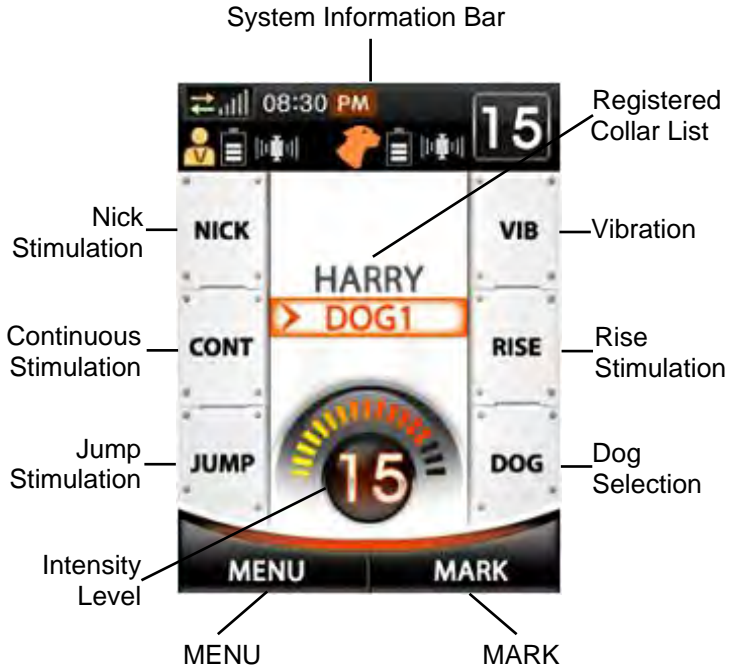 System Information Bar
08:30 PM
15
V
Registered
Collar List
Nick
Stimulation
NICK
VIB
Vibration
HARRY
> DOG1
Continuous
Stimulation
CONT
RISE
Rise
Stimulation
Jump
Stimulation
JUMP
15
DOG
Dog
Selection
Intensity
Level
MENU
MARK
MENU
MARK